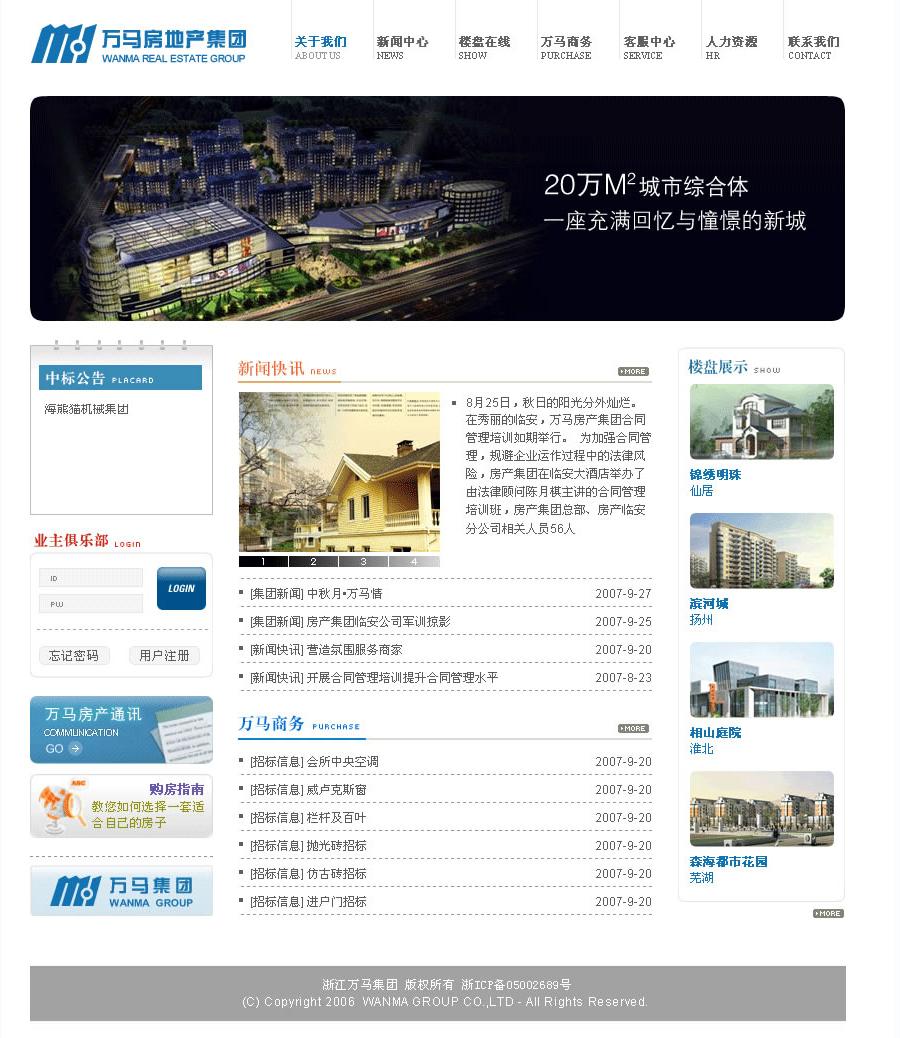 万马房地产集团
WANMA REAL ESTATE GROUP
关于我们
ABOUT US
新闻中心
NEWS
楼盘在线
SHOW
万马商务
PURCHASE
客服中心
SERVICE
人力资源
HR
联系我们
CONTACT
20万M²城市综合体
一座充满回忆与憧憬的新城
中标公告 PLACARD
海熊猫机械集团
业主俱乐部 LOGIN
ID
PW
LOGIN
忘记密码
用户注册
万马房产通讯
COMMUNICATION
GO
ABC
购房指南
教您如何选择一套适
合自己的房子
万马集团
WANMA GROUP
新闻快讯 NEWS
MORE
8月25日，秋日的阳光分外灿烂。
在秀丽的临安，万马房产集团合同
管理培训如期举行。 为加强合同管
理，规避企业运作过程中的法律风
险，房产集团在临安大酒店举办了
由法律顾问陈月棋主讲的合同管理
培训班，房产集团总部、房产临安
分公司相关人员56人
1 2 3 4
[集团新闻] 中秋月•万马情 2007-9-27
[集团新闻] 房产集团临安公司军训掠影 2007-9-25
[新闻快讯] 营造氛围服务商家 2007-9-20
[新闻快讯] 开展合同管理培训提升合同管理水平 2007-8-23
万马商务 PURCHASE
MORE
[招标信息] 会所中央空调 2007-9-20
[招标信息] 威卢克斯窗 2007-9-20
[招标信息] 栏杆及百叶 2007-9-20
[招标信息] 抛光砖招标 2007-9-20
[招标信息] 仿古砖招标 2007-9-20
[招标信息] 进户门招标 2007-9-20
楼盘展示 SHOW
锦绣明珠
仙居
滨河城
扬州
相山庭院
淮北
森海都市花园
芜湖
MORE
浙江万马集团 版权所有 浙ICP备05002689号
(C) Copyright 2006 WANMA GROUP CO.,LTD - All Rights Reserved.